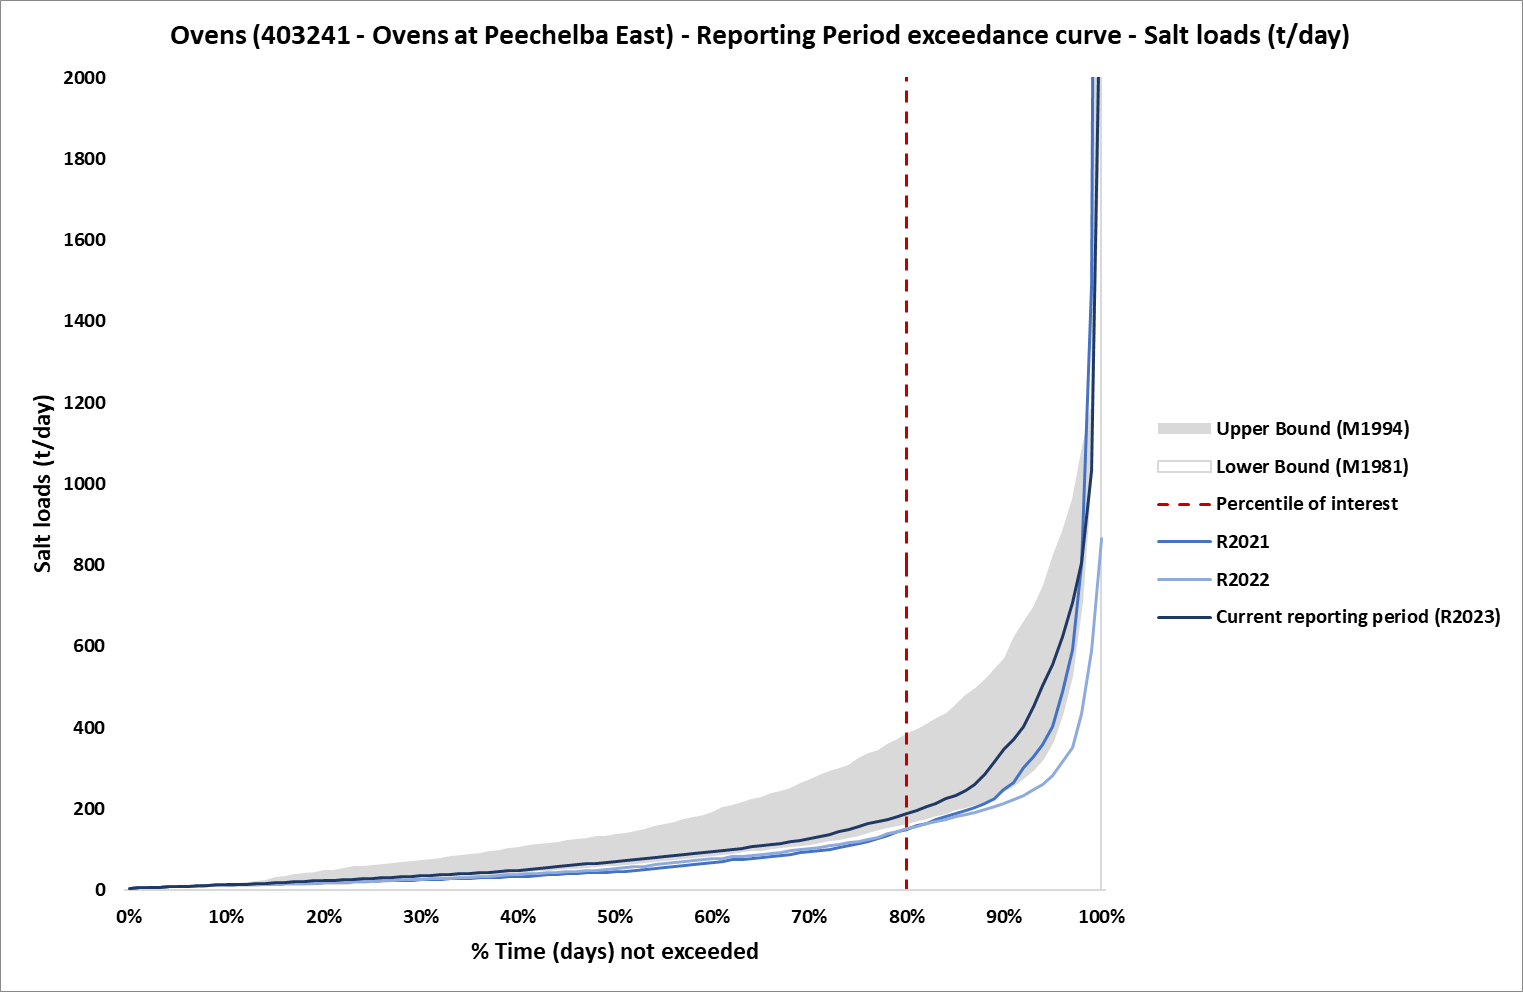 Ovens (403241 - Ovens at Peechelba East) - Reporting Period exceedance curve - Salt loads (t/day)
2000
1800
1600
1400
1200
1000
800
600
400
200
0
Salt loads (t/day)
0% 10% 20% 30% 40% 50% 60% 70% 80% 90% 100%
% Time (days) not exceeded
Upper Bound (M1994)
Lower Bound (M1981)
Percentile of interest
R2021
R2022
Current reporting period (R2023)